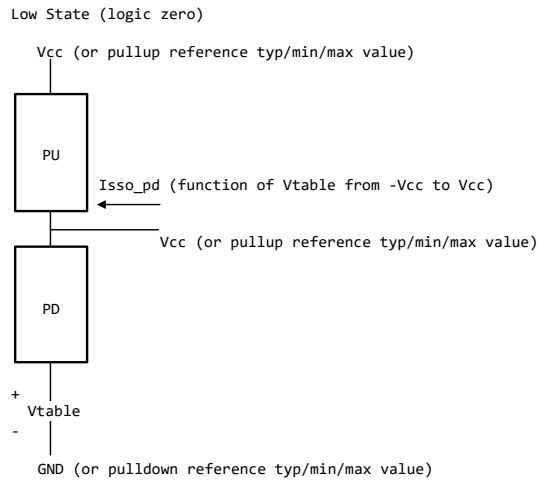 Low State (logic zero)
Vcc (or pullup reference typ/min/max value)
PU
Isso_pd (function of Vtable from -Vcc to Vcc)
Vcc (or pullup reference typ/min/max value)
PD
+
Vtable
-
GND (or pulldown reference typ/min/max value)